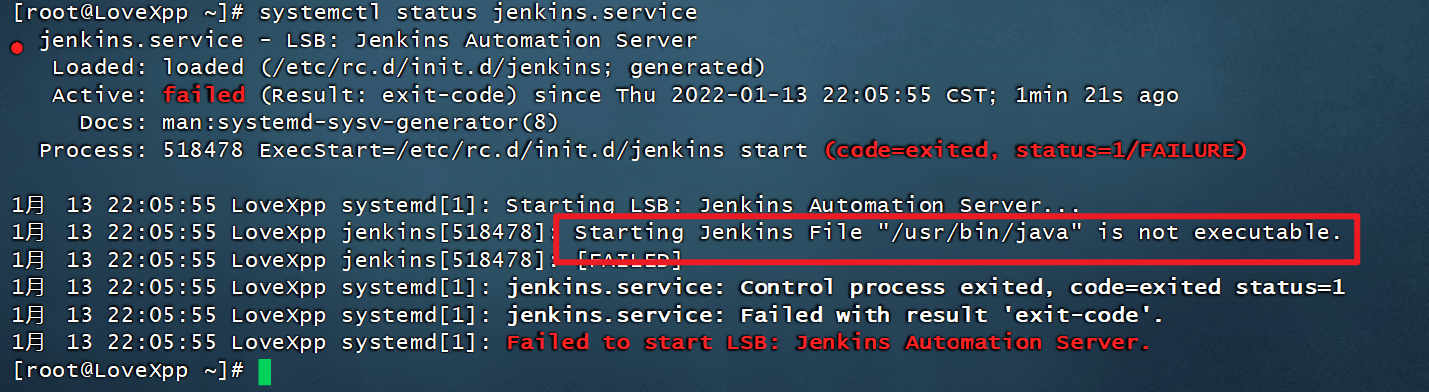 [root@LoveXpp ~]# systemctl status jenkins.service
● jenkins.service - LSB: Jenkins Automation Server
Loaded: loaded (/etc/rc.d/init.d/jenkins; generated)
Active: failed (Result: exit-code) since Thu 2022-01-13 22:05:55 CST; 1min 21s ago
Docs: man:systemd-sysv-generator(8)
Process: 518478 ExecStart=/etc/rc.d/init.d/jenkins start (code=exited, status=1/FAILURE)
1月 13 22:05:55 LoveXpp systemd[1]: Starting LSB: Jenkins Automation Server...
1月 13 22:05:55 LoveXpp jenkins[518478]: Starting Jenkins File "/usr/bin/java" is not executable.
1月 13 22:05:55 LoveXpp jenkins[518478]: [FAILED]
1月 13 22:05:55 LoveXpp systemd[1]: jenkins.service: Control process exited, code=exited status=1
1月 13 22:05:55 LoveXpp systemd[1]: jenkins.service: Failed with result 'exit-code'.
1月 13 22:05:55 LoveXpp systemd[1]: Failed to start LSB: Jenkins Automation Server.
[root@LoveXpp ~]#